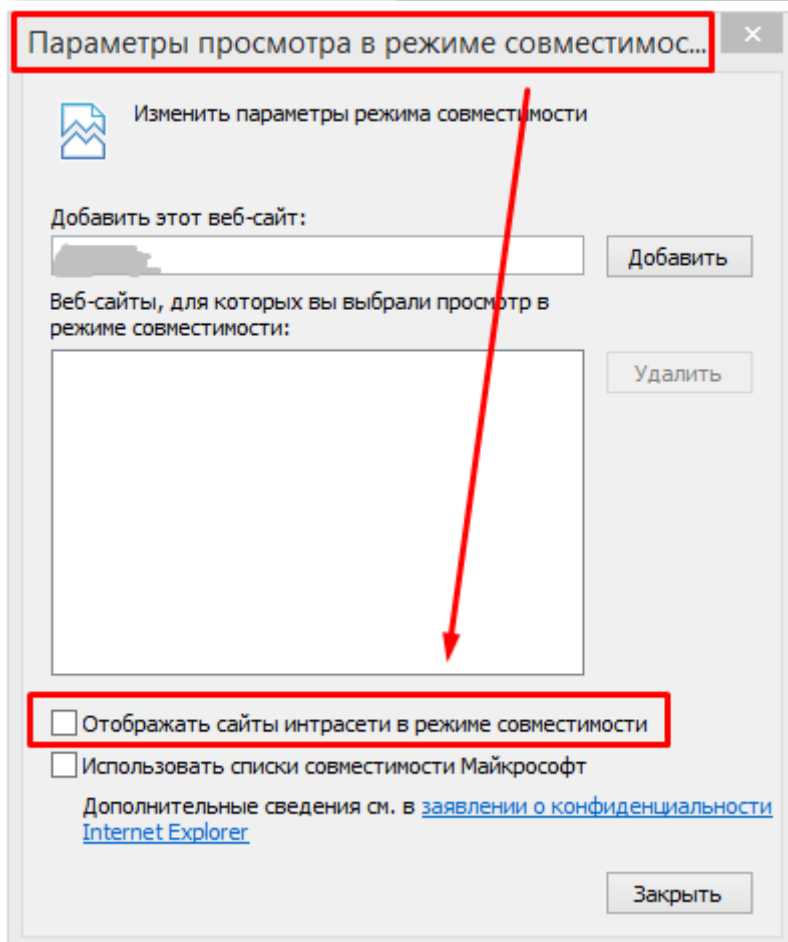 Параметры просмотра в режиме совместимос...
Изменить параметры режима совместимости
Добавить этот веб-сайт:
Добавить
Веб-сайты, для которых вы выбрали просмотр в
режиме совместимости:
Удалить
Отображать сайты интрасети в режиме совместимости
Использовать списки совместимости Майкрософт
Дополнительные сведения см. в заявлении о конфиденциальности
Internet Explorer
Закрыть